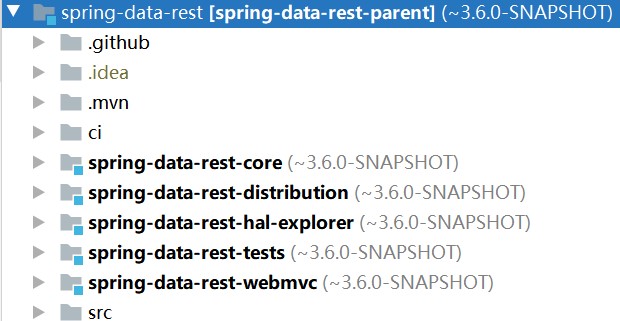 spring-data-rest [spring-data-rest-parent] (~3.6.0-SNAPSHOT)
.github
.idea
.mvn
ci
spring-data-rest-core (~3.6.0-SNAPSHOT)
spring-data-rest-distribution (~3.6.0-SNAPSHOT)
spring-data-rest-hal-explorer (~3.6.0-SNAPSHOT)
spring-data-rest-tests (~3.6.0-SNAPSHOT)
spring-data-rest-webmvc (~3.6.0-SNAPSHOT)
src